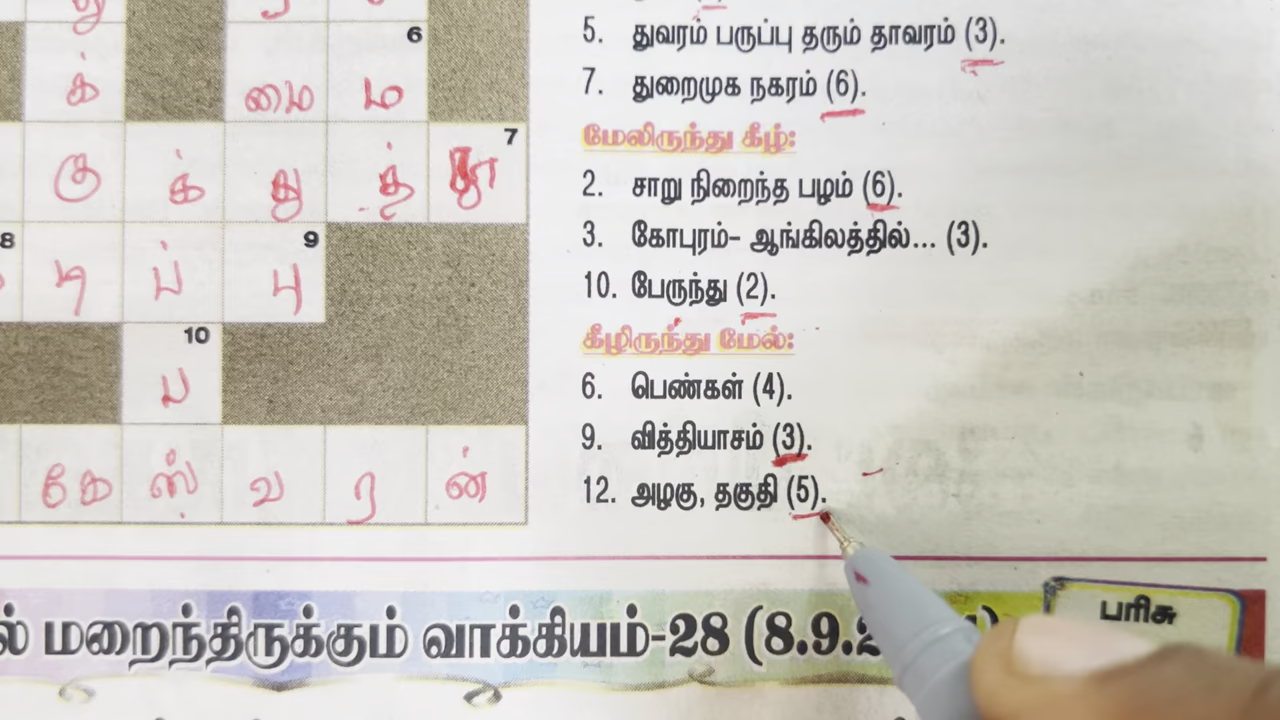 க் மை ம 6
கு க் து த் தூ 7
8 டி ப் பு 9
ப 10
கே ஸ் வ ர ன்
5. துவரம் பருப்பு தரும் தாவரம் (3).
7. துறைமுக நகரம் (6).
மேலிருந்து கீழ்:
2. சாறு நிறைந்த பழம் (6).
3. கோபுரம்- ஆங்கிலத்தில்... (3).
10. பேருந்து (2).
கீழிருந்து மேல்:
6. பெண்கள் (4).
9. வித்தியாசம் (3).
12. அழகு, தகுதி (5).
ல் மறைந்திருக்கும் வாக்கியம்-28 (8.9.2
பரிசு